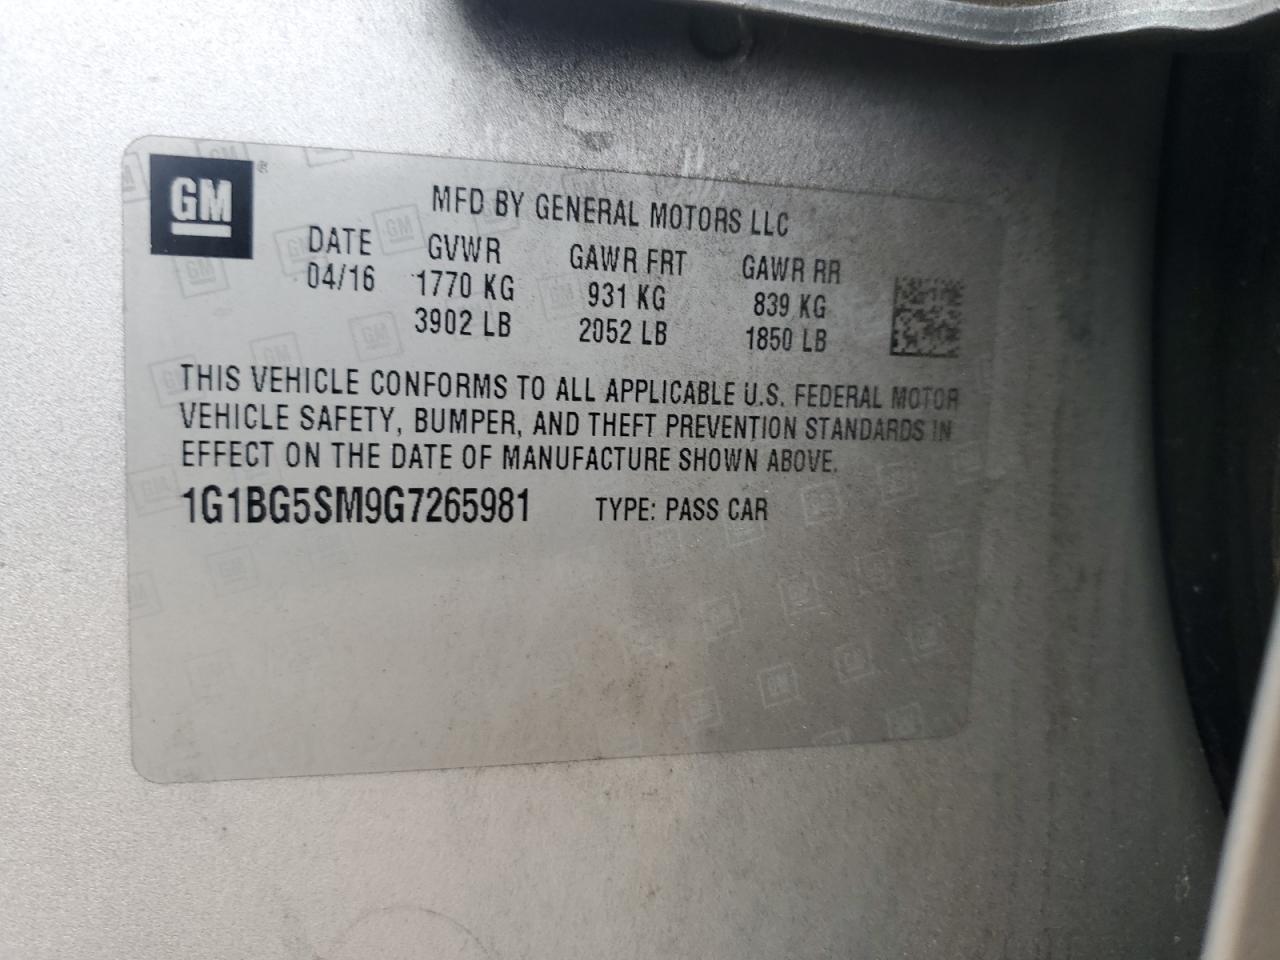 GM
MFD BY GENERAL MOTORS LLC
DATE GVWR GAWR FRT GAWR RR
04/16 1770 KG 931 KG 839 KG
3902 LB 2052 LB 1850 LB
THIS VEHICLE CONFORMS TO ALL APPLICABLE U.S. FEDERAL MOTOR
VEHICLE SAFETY, BUMPER, AND THEFT PREVENTION STANDARDS IN
EFFECT ON THE DATE OF MANUFACTURE SHOWN ABOVE.
1G1BG5SM9G7265981 TYPE: PASS CAR